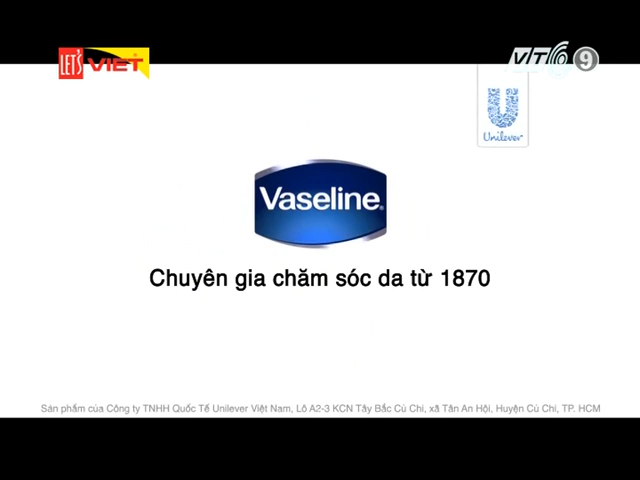 LET'S VIET
VTC 9
Unilever
Vaseline®
Chuyên gia chăm sóc da từ 1870
Sản phẩm của Công ty TNHH Quốc Tế Unilever Việt Nam, Lô A2-3 KCN Tây Bắc Củ Chi, xã Tân An Hội, Huyện Củ Chi, TP. HCM